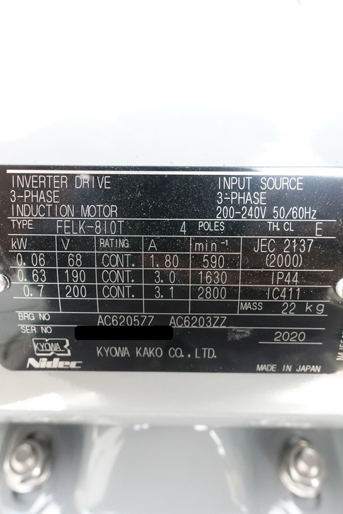 INVERTER DRIVE INPUT SOURCE
3-PHASE 3-PHASE
INDUCTION MOTOR 200-240V 50/60Hz
TYPE FELK-810T 4 POLES TH. CL E
kW V RATING A min⁻¹ JEC 2137
0.06 68 CONT. 1.80 590 (2000)
0.63 190 CONT. 3.0 1630 IP44
0.7 200 CONT. 3.1 2800 IC411
MASS 22 kg
BRG NO AC6205ZZ AC6203ZZ
SER NO 2020
KYOWA KYOWA KAKO CO., LTD.
Nidec MADE IN JAPAN